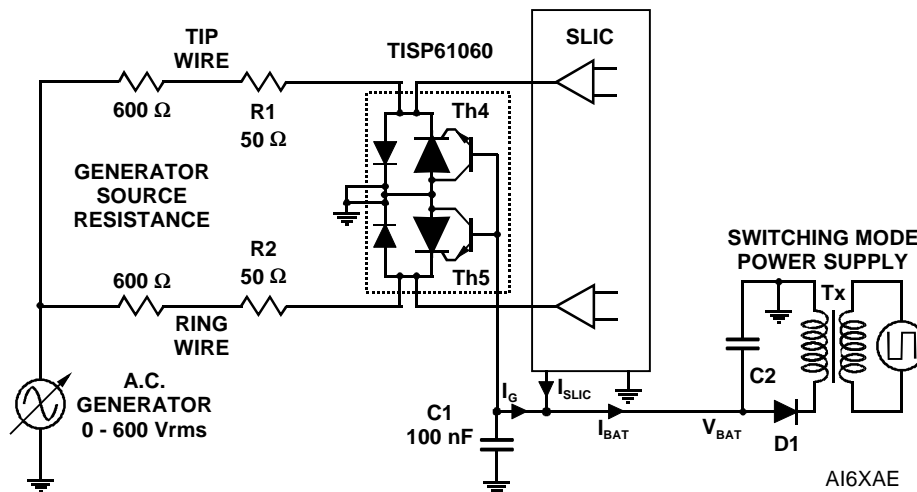 TIP
WIRE
TISP61060
SLIC
600 Ω
R1
50 Ω
Th4
GENERATOR
SOURCE
RESISTANCE
R2
50 Ω
600 Ω
Th5
RING
WIRE
SWITCHING MODE
POWER SUPPLY
Tx
A.C.
GENERATOR
0 - 600 Vrms
C1
100 nF
I_G
I_SLIC
I_BAT
V_BAT
C2
D1
AI6XAE